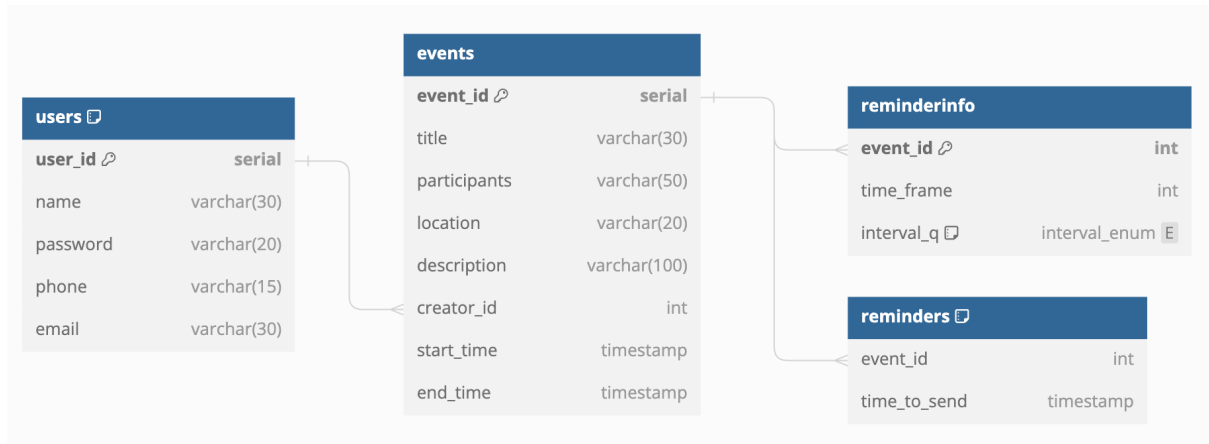 users
user_id serial
name varchar(30)
password varchar(20)
phone varchar(15)
email varchar(30)
events
event_id serial
title varchar(30)
participants varchar(50)
location varchar(20)
description varchar(100)
creator_id int
start_time timestamp
end_time timestamp
reminderinfo
event_id int
time_frame int
interval_q interval_enum E
reminders
event_id int
time_to_send timestamp